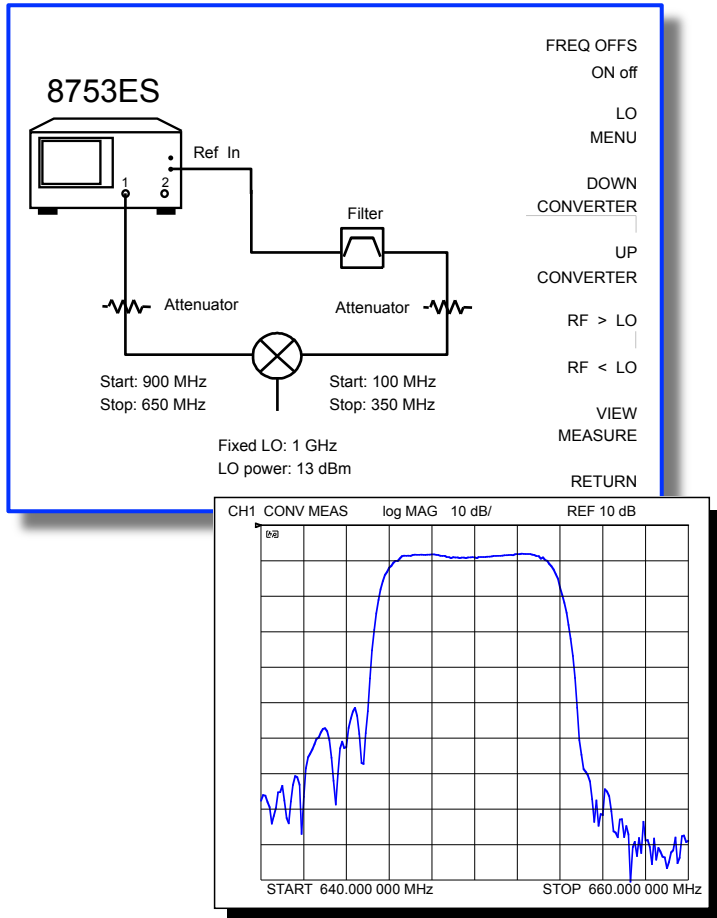 8753ES
1 2
Ref In
Filter
Attenuator
Attenuator
Start: 900 MHz
Stop: 650 MHz
Start: 100 MHz
Stop: 350 MHz
Fixed LO: 1 GHz
LO power: 13 dBm
FREQ OFFS
ON off
LO
MENU
DOWN
CONVERTER
UP
CONVERTER
RF > LO
RF < LO
VIEW
MEASURE
RETURN
CH1 CONV MEAS log MAG 10 dB/ REF 10 dB
START 640.000 000 MHz STOP 660.000 000 MHz